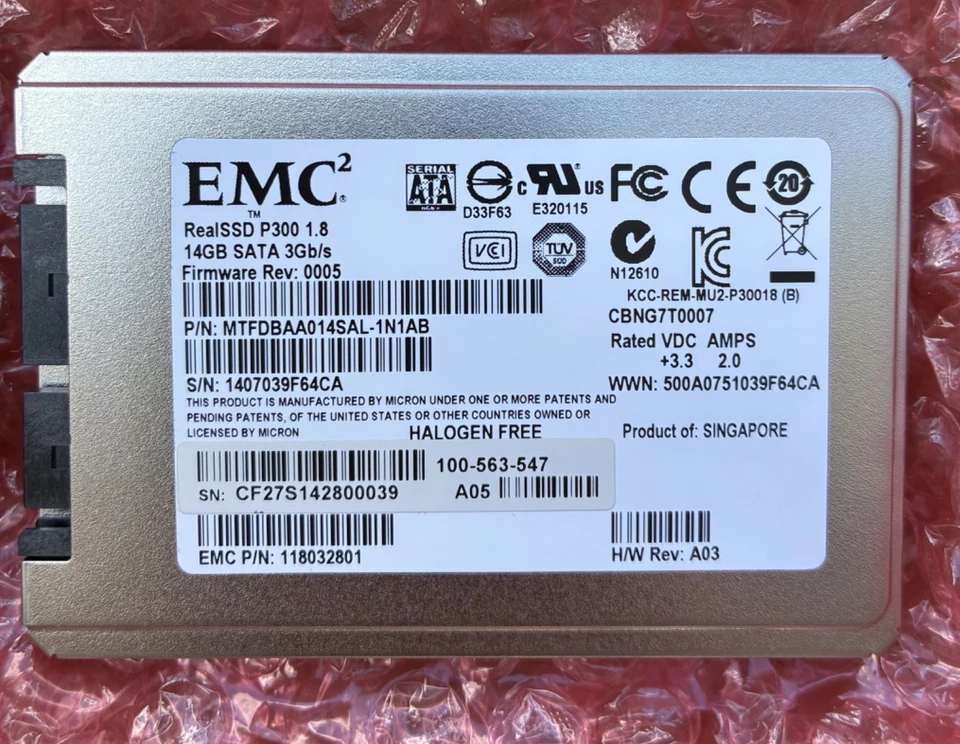 EMC²®
SERIAL
ATA
D33F63
c RU® US
E320115
FC CE 20
VCI
TÜV
N12610
KC
KCC-REM-MU2-P30018 (B)
™
RealSSD P300 1.8
14GB SATA 3Gb/s
Firmware Rev: 0005
P/N: MTFDBAA014SAL-1N1AB
S/N: 1407039F64CA
CBNG7T0007
Rated VDC AMPS
+3.3 2.0
WWN: 500A0751039F64CA
THIS PRODUCT IS MANUFACTURED BY MICRON UNDER ONE OR MORE PATENTS AND
PENDING PATENTS, OF THE UNITED STATES OR OTHER COUNTRIES OWNED OR
LICENSED BY MICRON
HALOGEN FREE
Product of: SINGAPORE
100-563-547
SN: CF27S142800039
A05
EMC P/N: 118032801
H/W Rev: A03